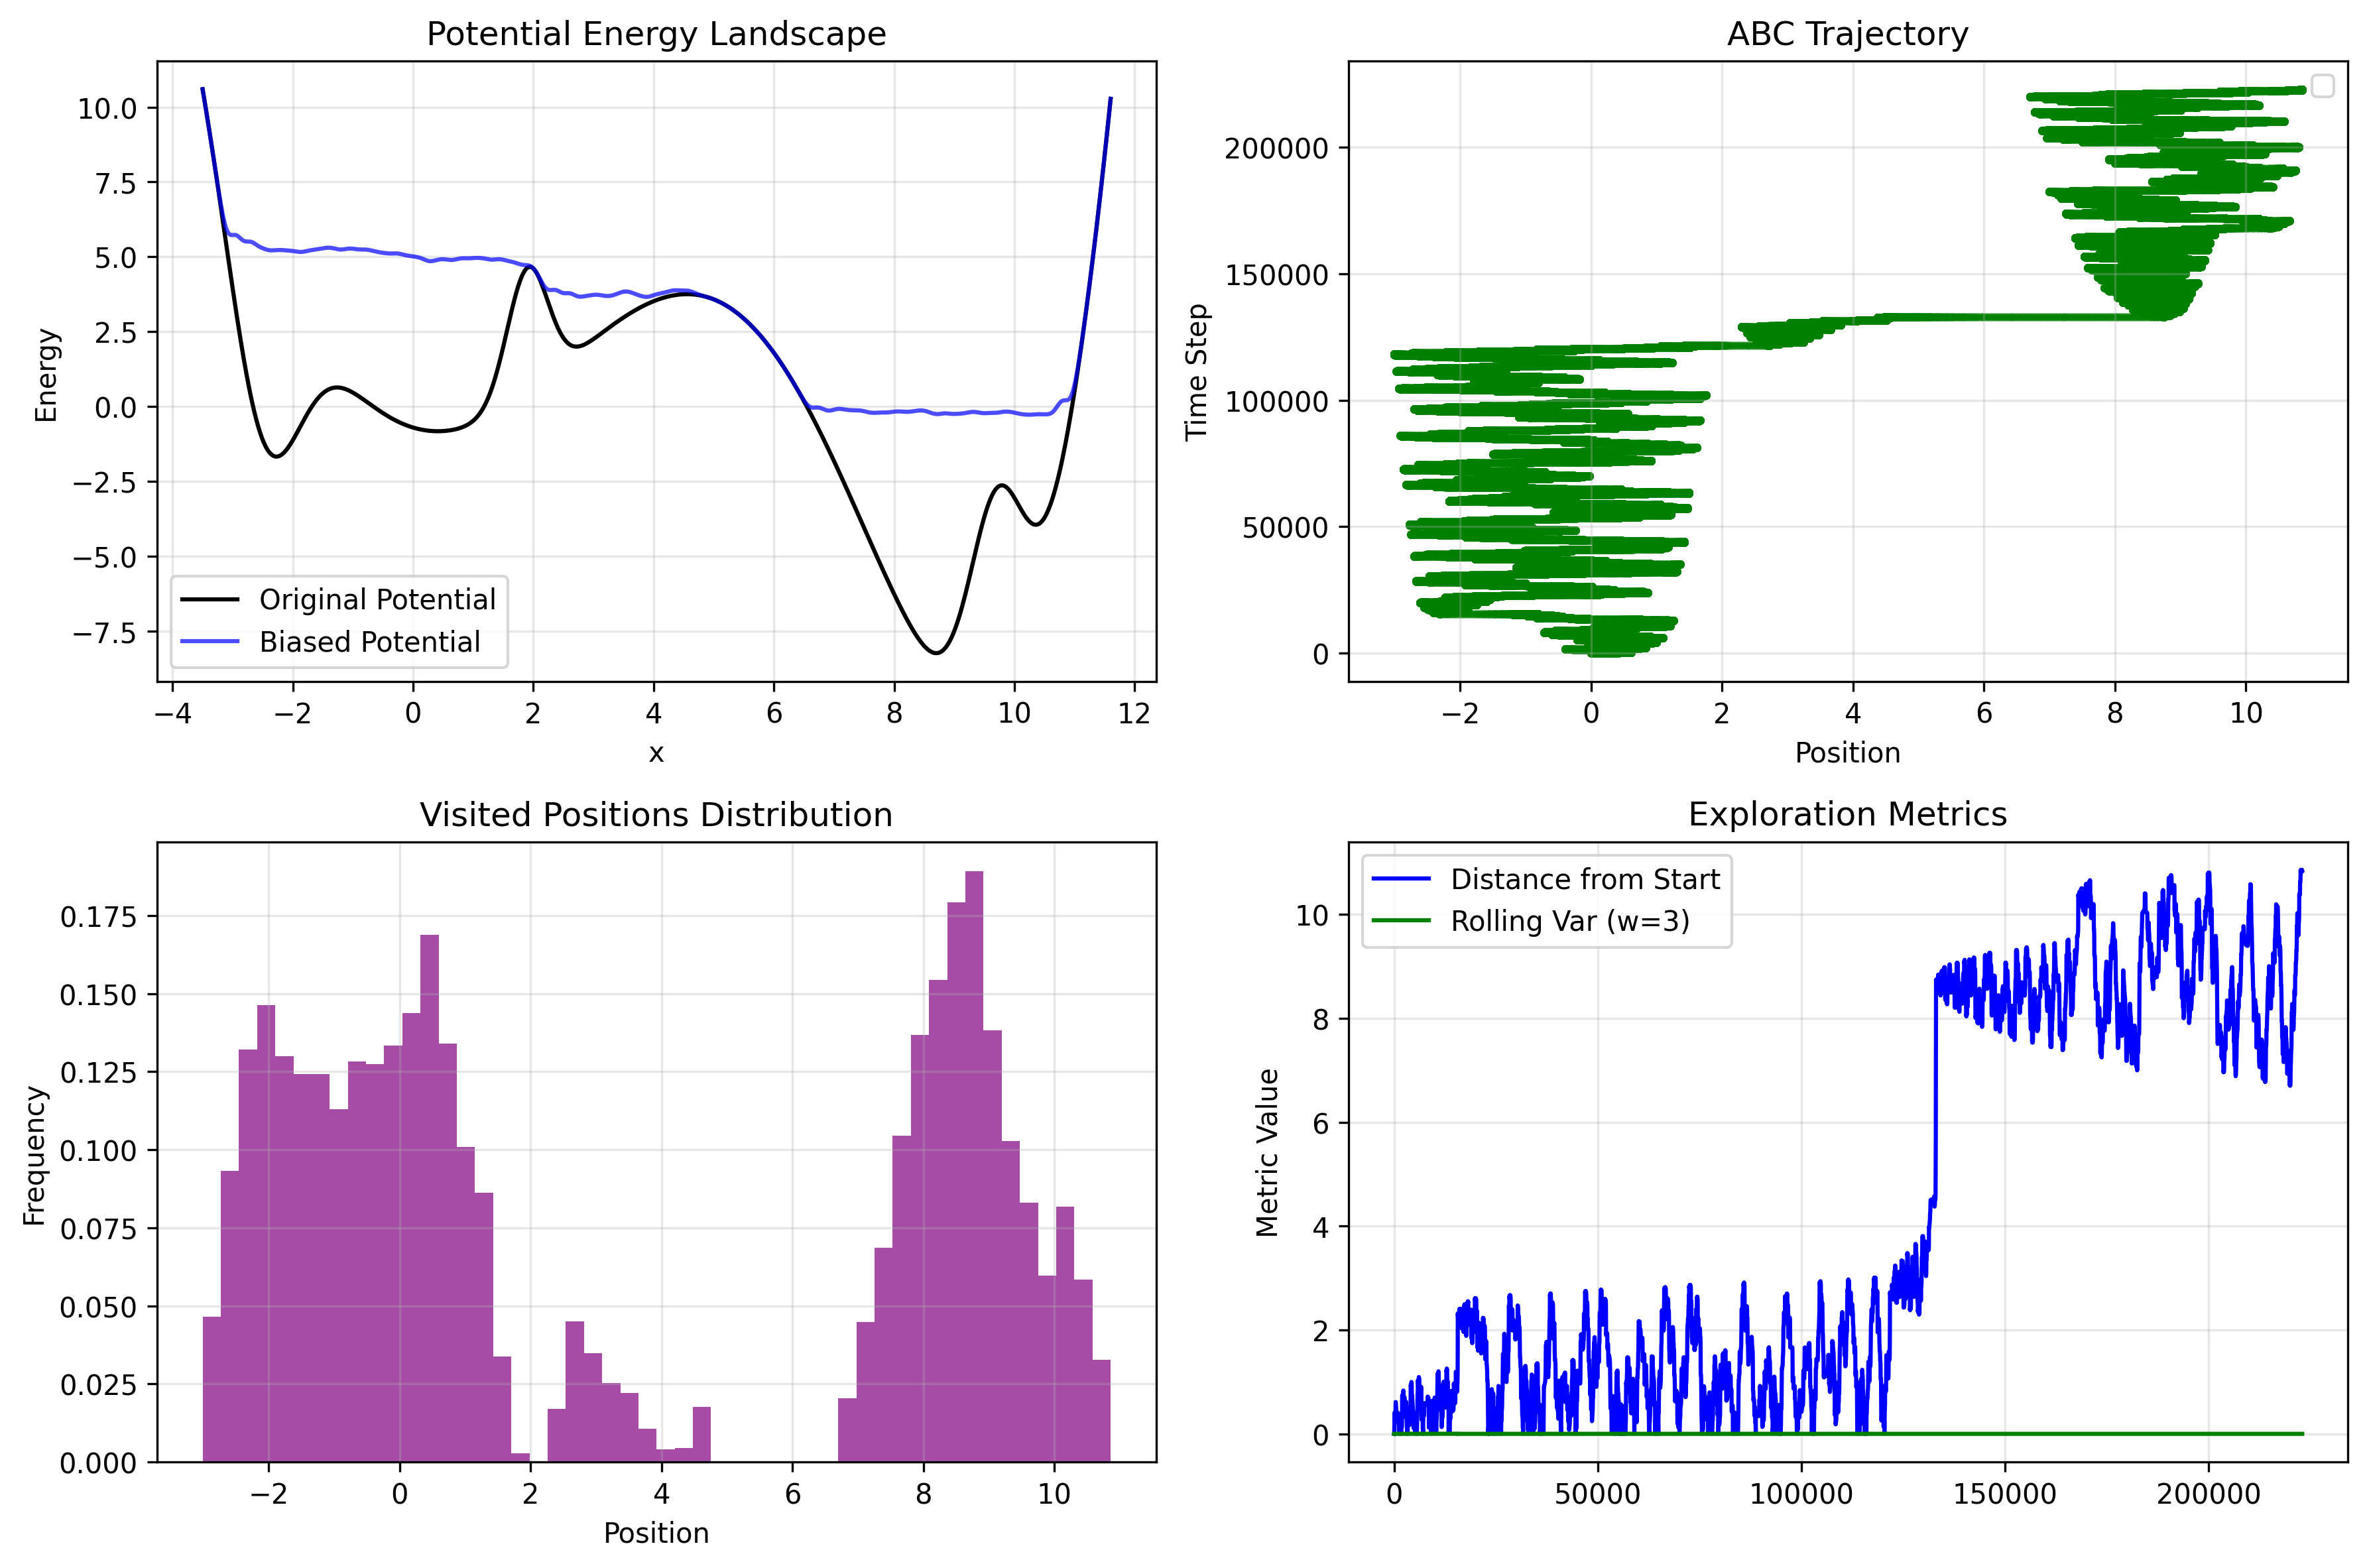 Potential Energy Landscape
Energy
10.0
7.5
5.0
2.5
0.0
−2.5
−5.0
−7.5
Original Potential
Biased Potential
−4 −2 0 2 4 6 8 10 12
x
ABC Trajectory
Time Step
200000
150000
100000
50000
0
−2 0 2 4 6 8 10
Position
Visited Positions Distribution
Frequency
0.175
0.150
0.125
0.100
0.075
0.050
0.025
0.000
−2 0 2 4 6 8 10
Position
Exploration Metrics
Metric Value
Distance from Start
Rolling Var (w=3)
10
8
6
4
2
0
0 50000 100000 150000 200000